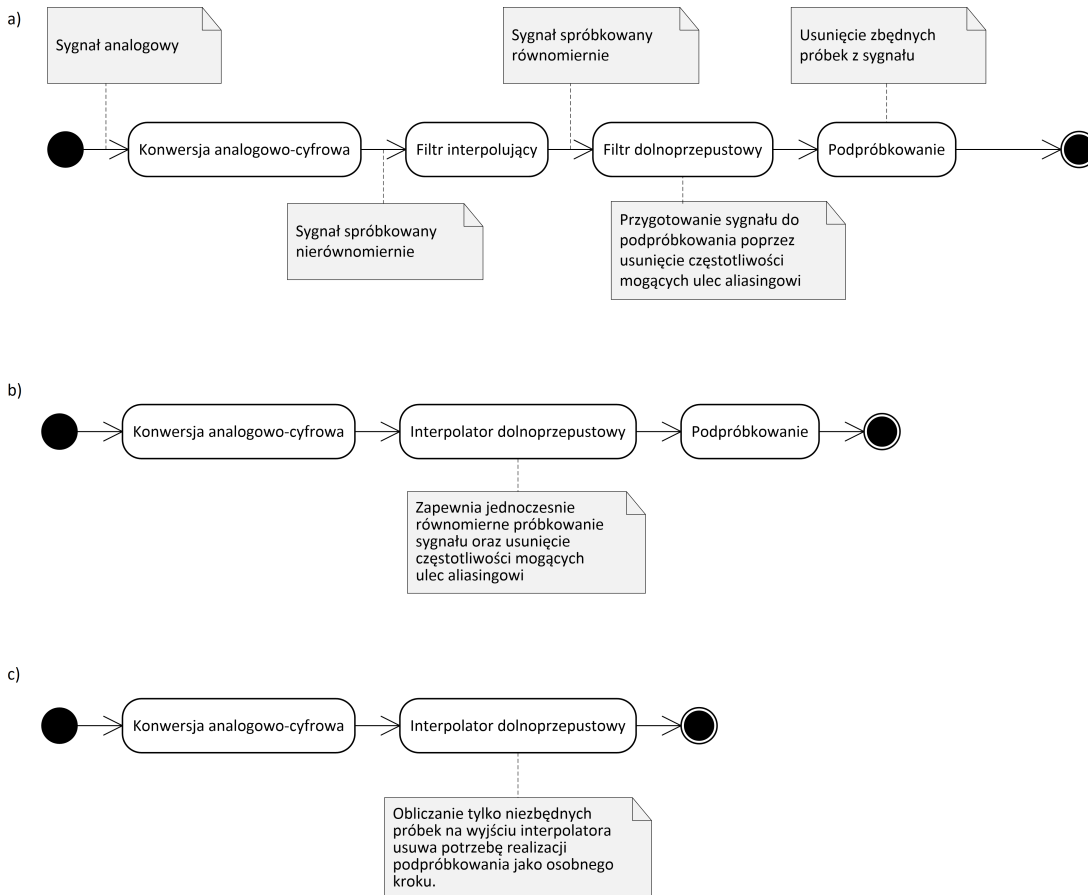 a)
Sygnał analogowy
Sygnał spróbkowany
równomiernie
Usunięcie zbędnych
próbek z sygnału
Konwersja analogowo-cyfrowa
Filtr interpolujący
Filtr dolnoprzepustowy
Podpróbkowanie
Sygnał spróbkowany
nierównomiernie
Przygotowanie sygnału do
podpróbkowania poprzez
usunięcie częstotliwości
mogących ulec aliasingowi
b)
Konwersja analogowo-cyfrowa
Interpolator dolnoprzepustowy
Podpróbkowanie
Zapewnia jednoczesnie
równomierne próbkowanie
sygnału oraz usunięcie
częstotliwości mogących
ulec aliasingowi
c)
Konwersja analogowo-cyfrowa
Interpolator dolnoprzepustowy
Obliczanie tylko niezbędnych
próbek na wyjściu interpolatora
usuwa potrzebę realizacji
podpróbkowania jako osobnego
kroku.